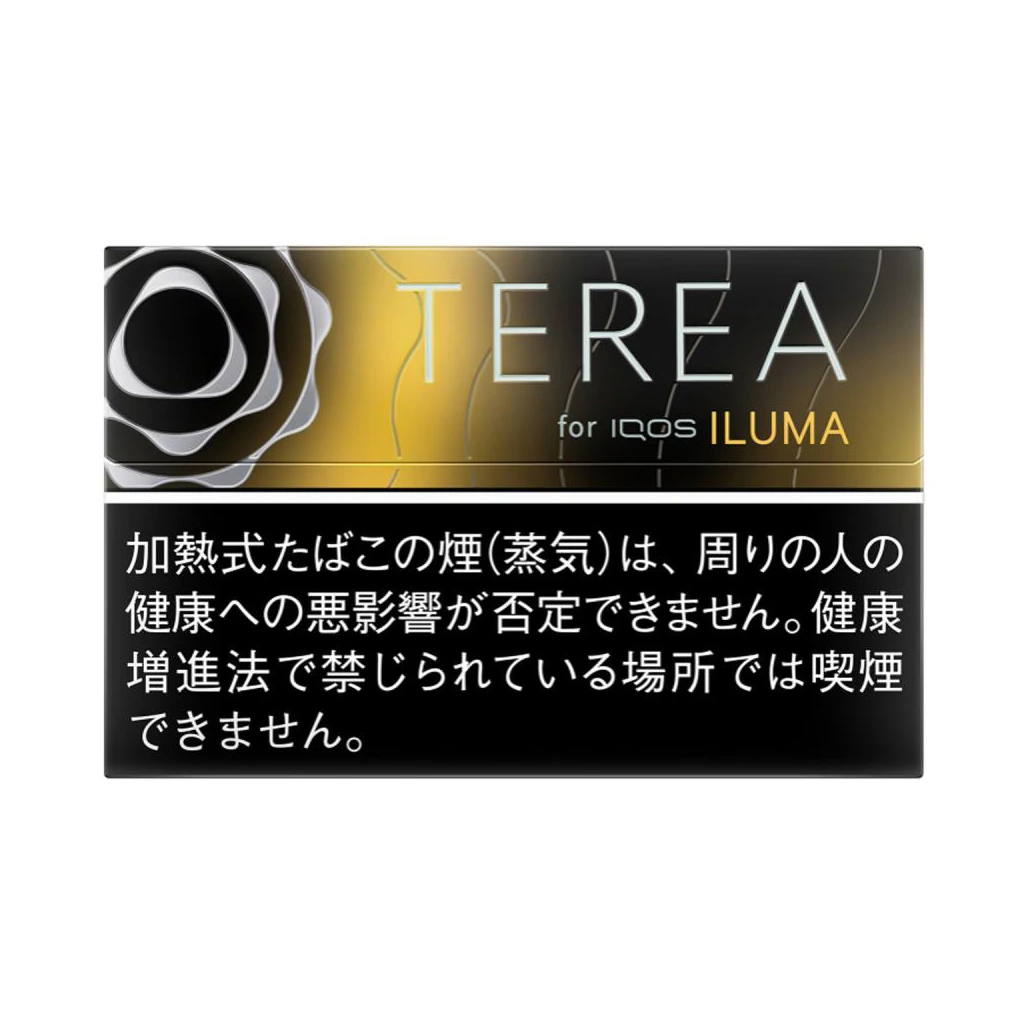 TEREA
for IQOS ILUMA
加熱式たばこの煙(蒸気)は、周りの人の
健康への悪影響が否定できません。健康
増進法で禁じられている場所では喫煙
できません。